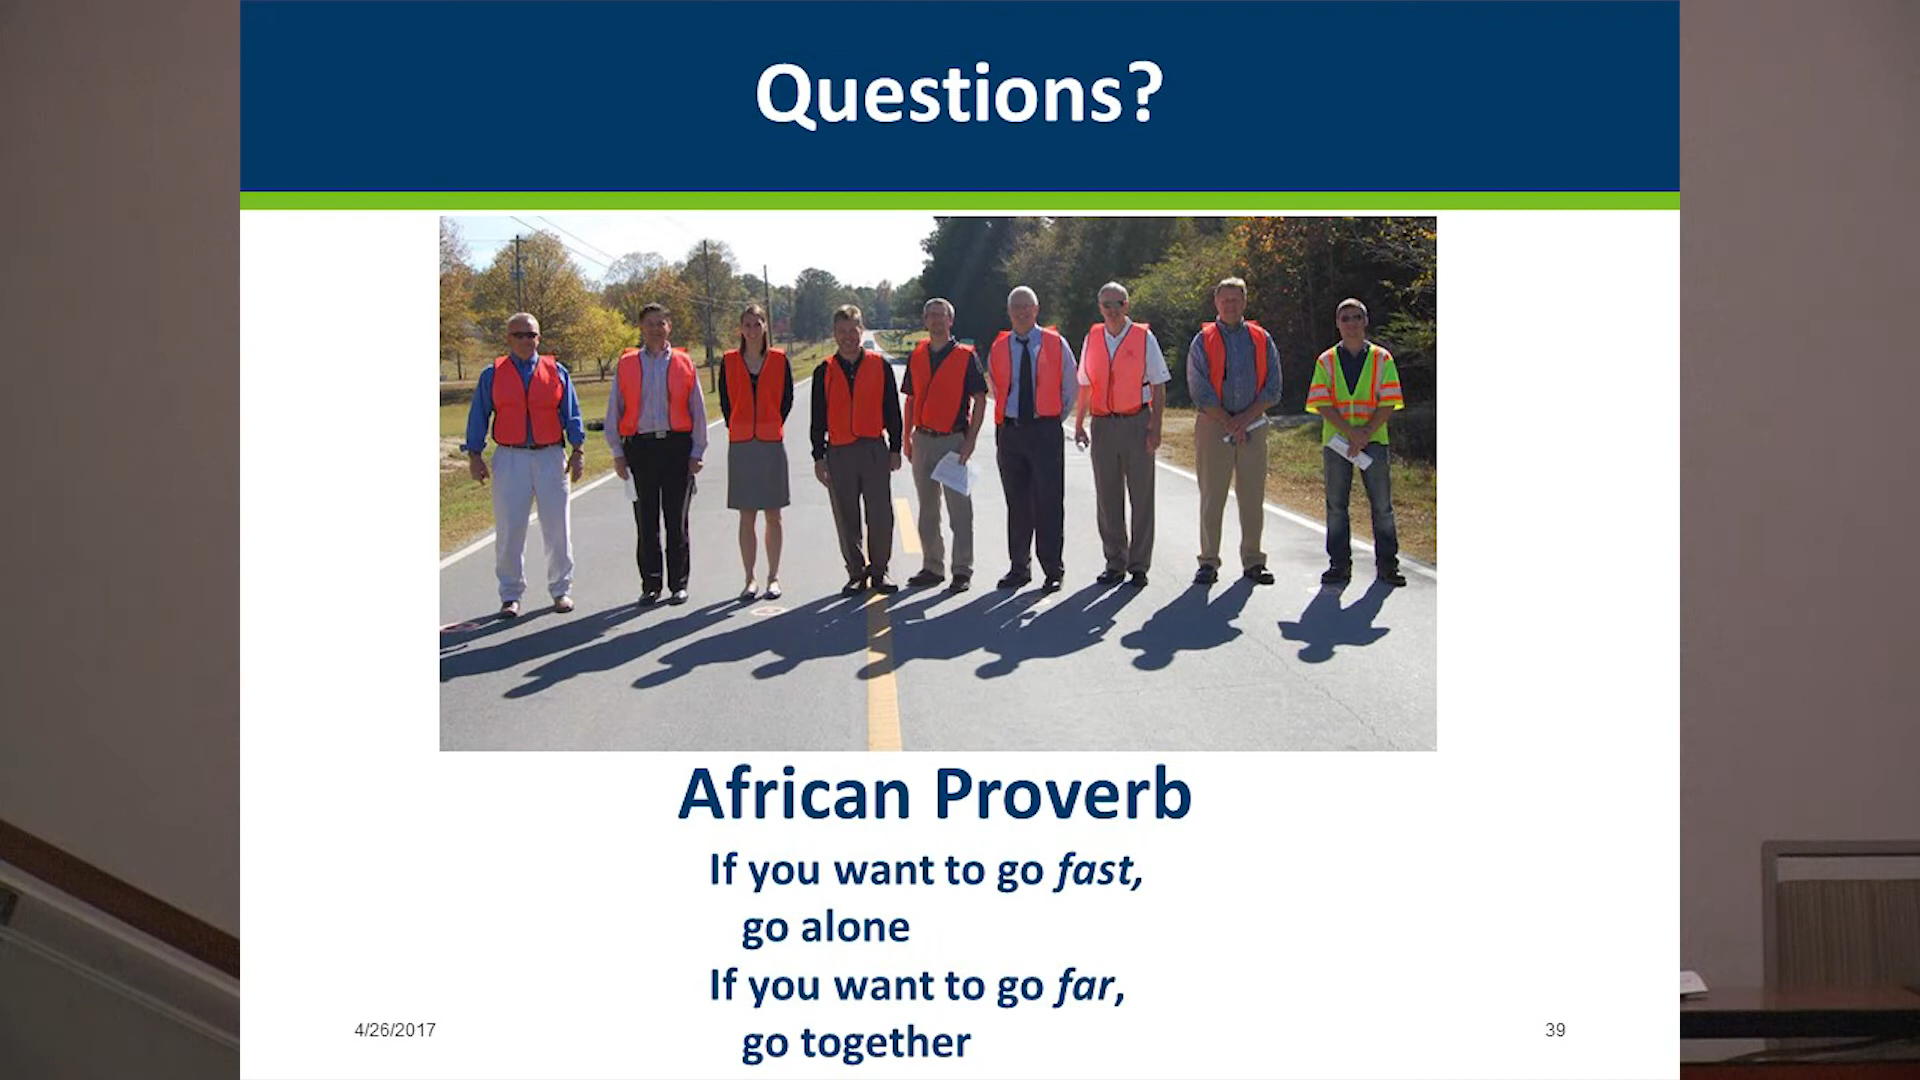 Questions?
African Proverb
If you want to go fast,
go alone
If you want to go far,
go together
4/26/2017
39